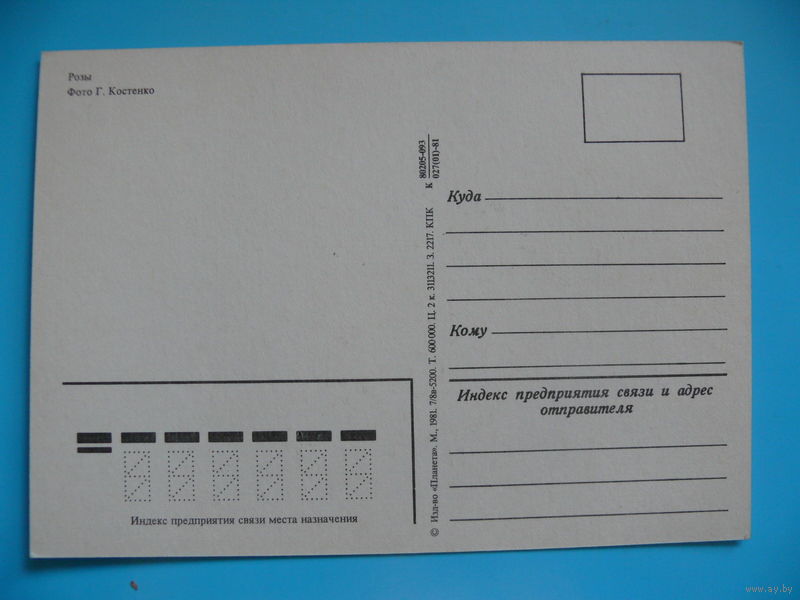 Розы
Фото Г. Костенко
© Изд-во «Планета». М., 1981. 7/8в-5200. Т. 600 000. Ц. 2 к. 3113211. З. 2217. КПК
К 80205-093
027(01)-81
Куда
Кому
Индекс предприятия связи и адрес
отправителя
Индекс предприятия связи места назначения
www.ay.by